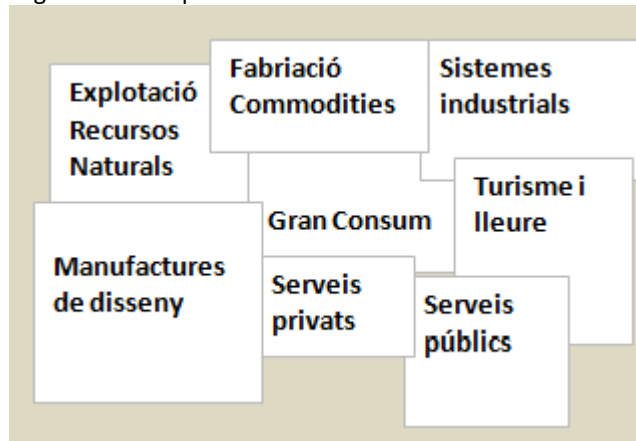 Explotació
Recursos
Naturals
Fabriació
Commodities
Sistemes
industrials
Gran Consum
Turisme i
lleure
Manufactures
de disseny
Serveis
privats
Serveis
públics